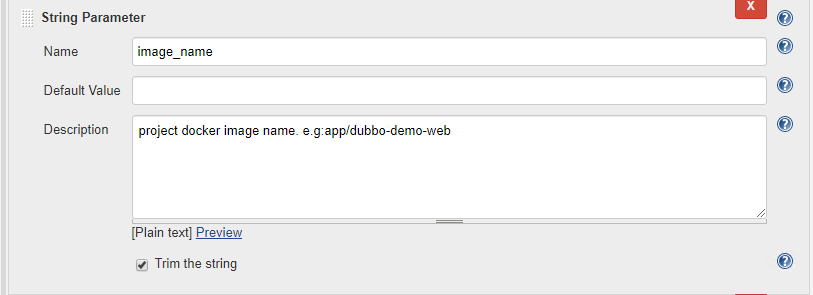 X
String Parameter
Name
image_name
Default Value
Description
project docker image name. e.g:app/dubbo-demo-web
[Plain text] Preview
Trim the string